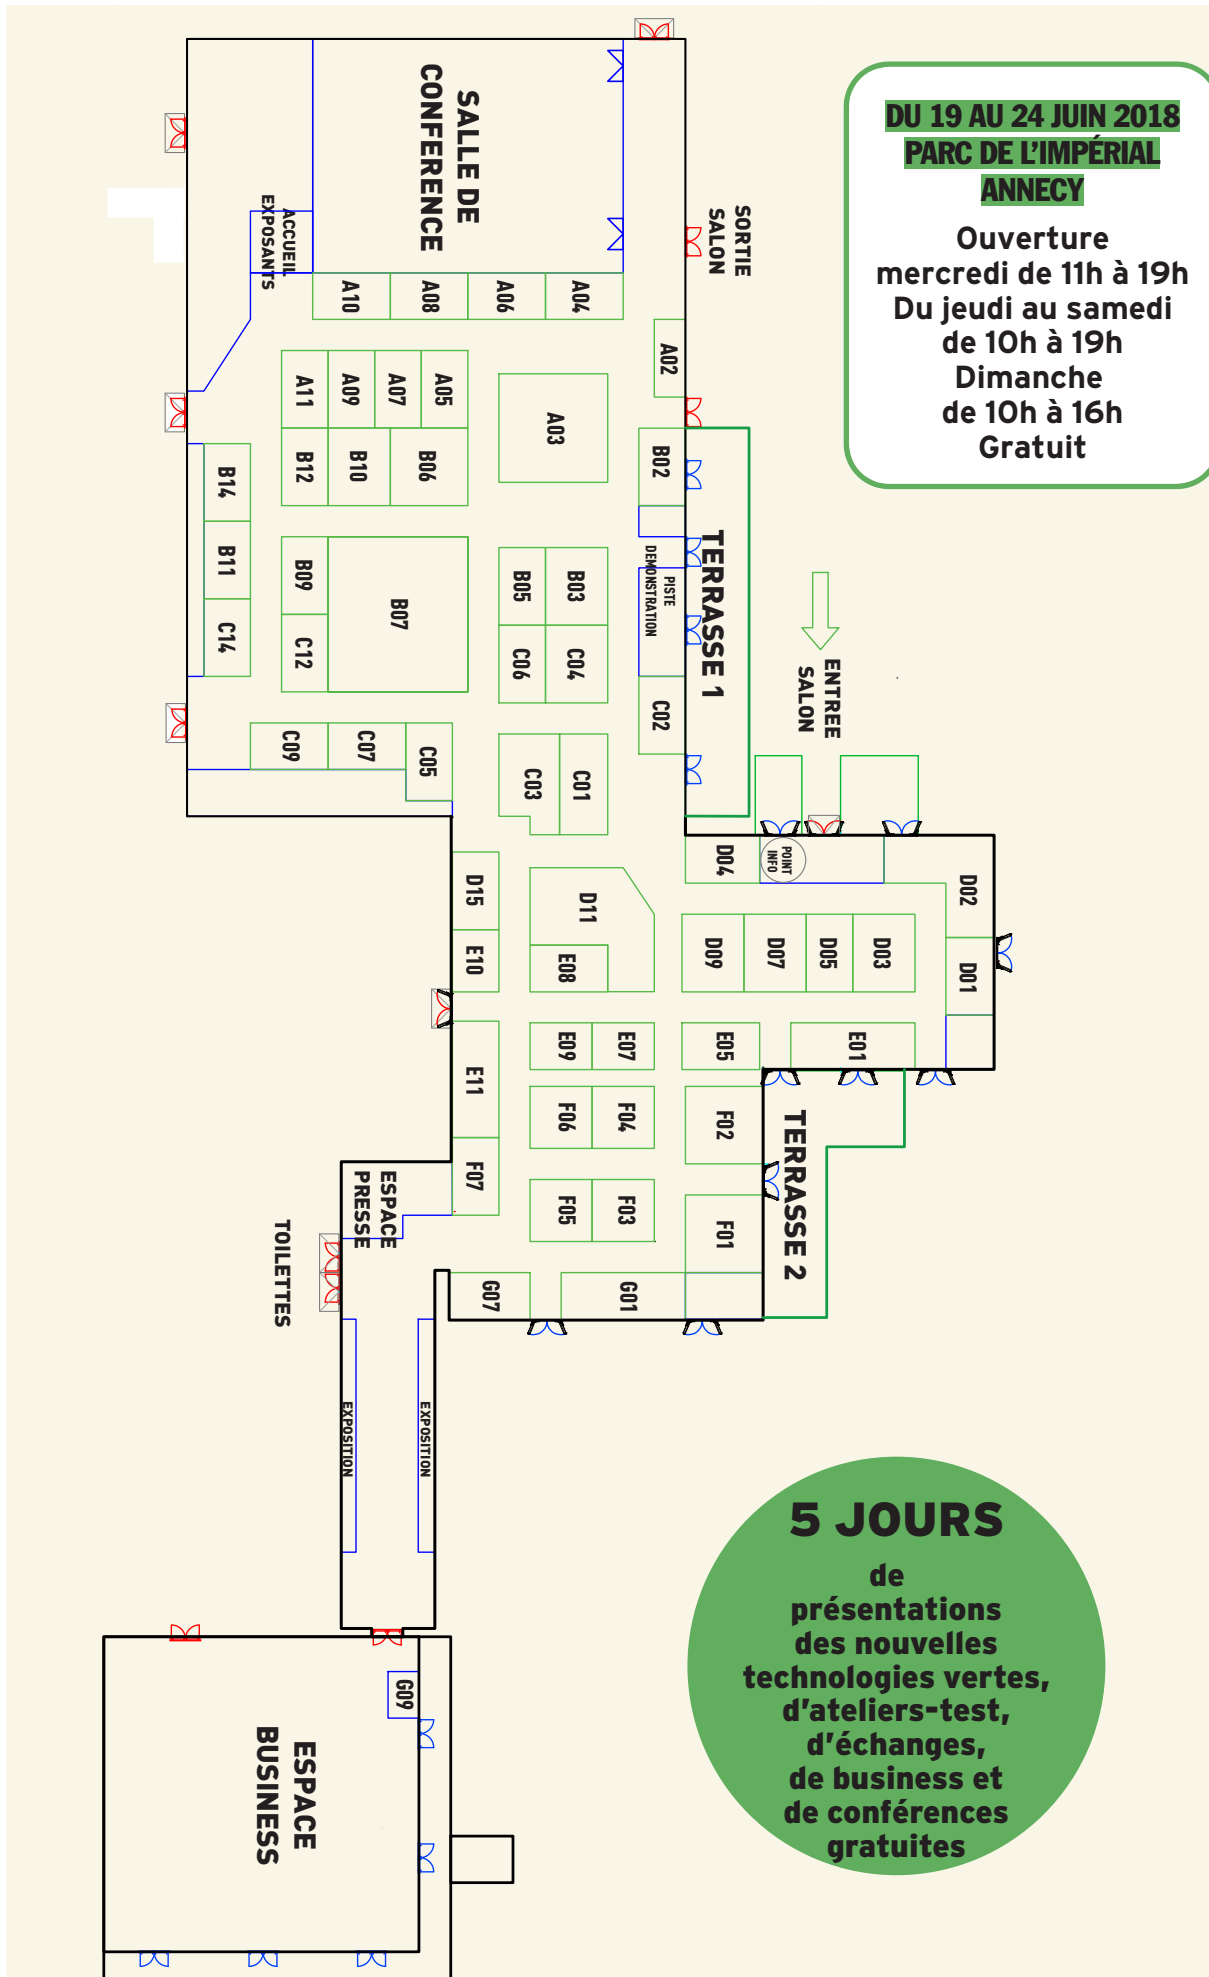 DU 19 AU 24 JUIN 2018
PARC DE L'IMPÉRIAL
ANNECY
Ouverture
mercredi de 11h à 19h
Du jeudi au samedi
de 10h à 19h
Dimanche
de 10h à 16h
Gratuit
SALLE DE
CONFERENCE
ACCUEIL
EXPOSANTS
SORTIE
SALON
A10
A08
A06
A04
A02
A11
A09
A07
A05
A03
B12
B10
B06
B02
B14
B11
C14
B09
C12
B07
B05
B03
C06
C04
PISTE
DEMONSTRATION
TERRASSE 1
C02
ENTREE
SALON
C09
C07
C05
C03
C01
D04
POINT
INFO
D02
D01
D15
E10
D11
E08
D09
D07
D05
D03
E11
E09
E07
E05
E01
F07
F06
F04
F02
TERRASSE 2
F05
F03
F01
ESPACE
PRESSE
TOILETTES
G07
G01
EXPOSITION
EXPOSITION
G09
ESPACE
BUSINESS
5 JOURS
de
présentations
des nouvelles
technologies vertes,
d'ateliers-test,
d'échanges,
de business et
de conférences
gratuites